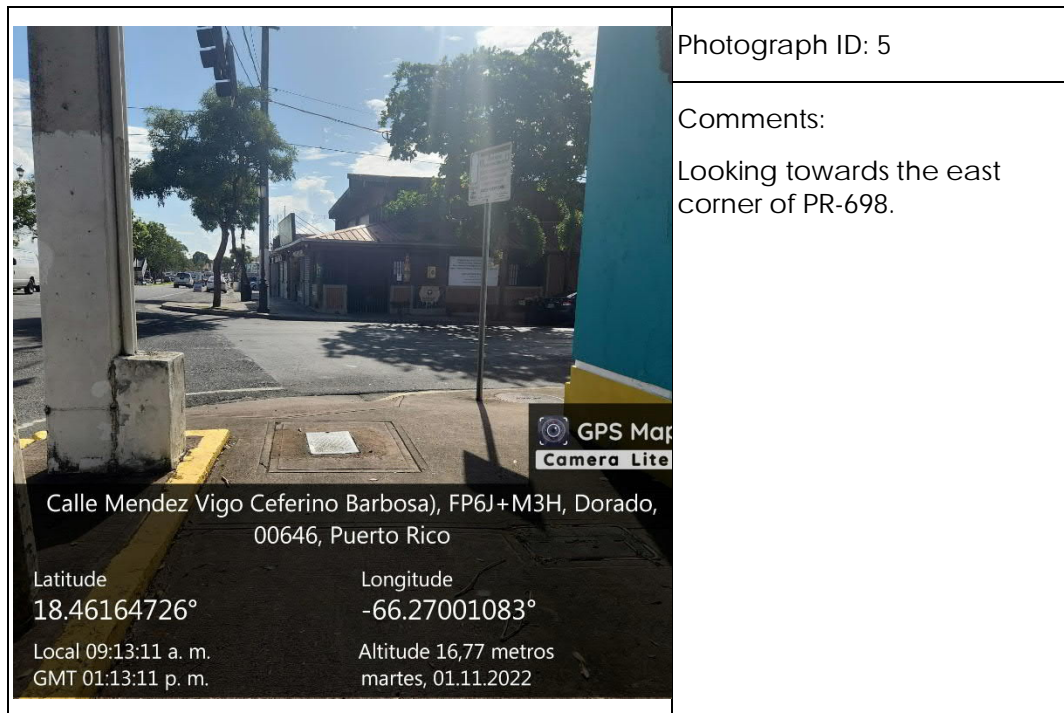 Photograph ID: 5
Comments:
Looking towards the east
corner of PR-698.
GPS Map
Camera Lite
Calle Mendez Vigo Ceferino Barbosa), FP6J+M3H, Dorado,
00646, Puerto Rico
Latitude
18.46164726°
Longitude
-66.27001083°
Local 09:13:11 a. m.
GMT 01:13:11 p. m.
Altitude 16,77 metros
martes, 01.11.2022